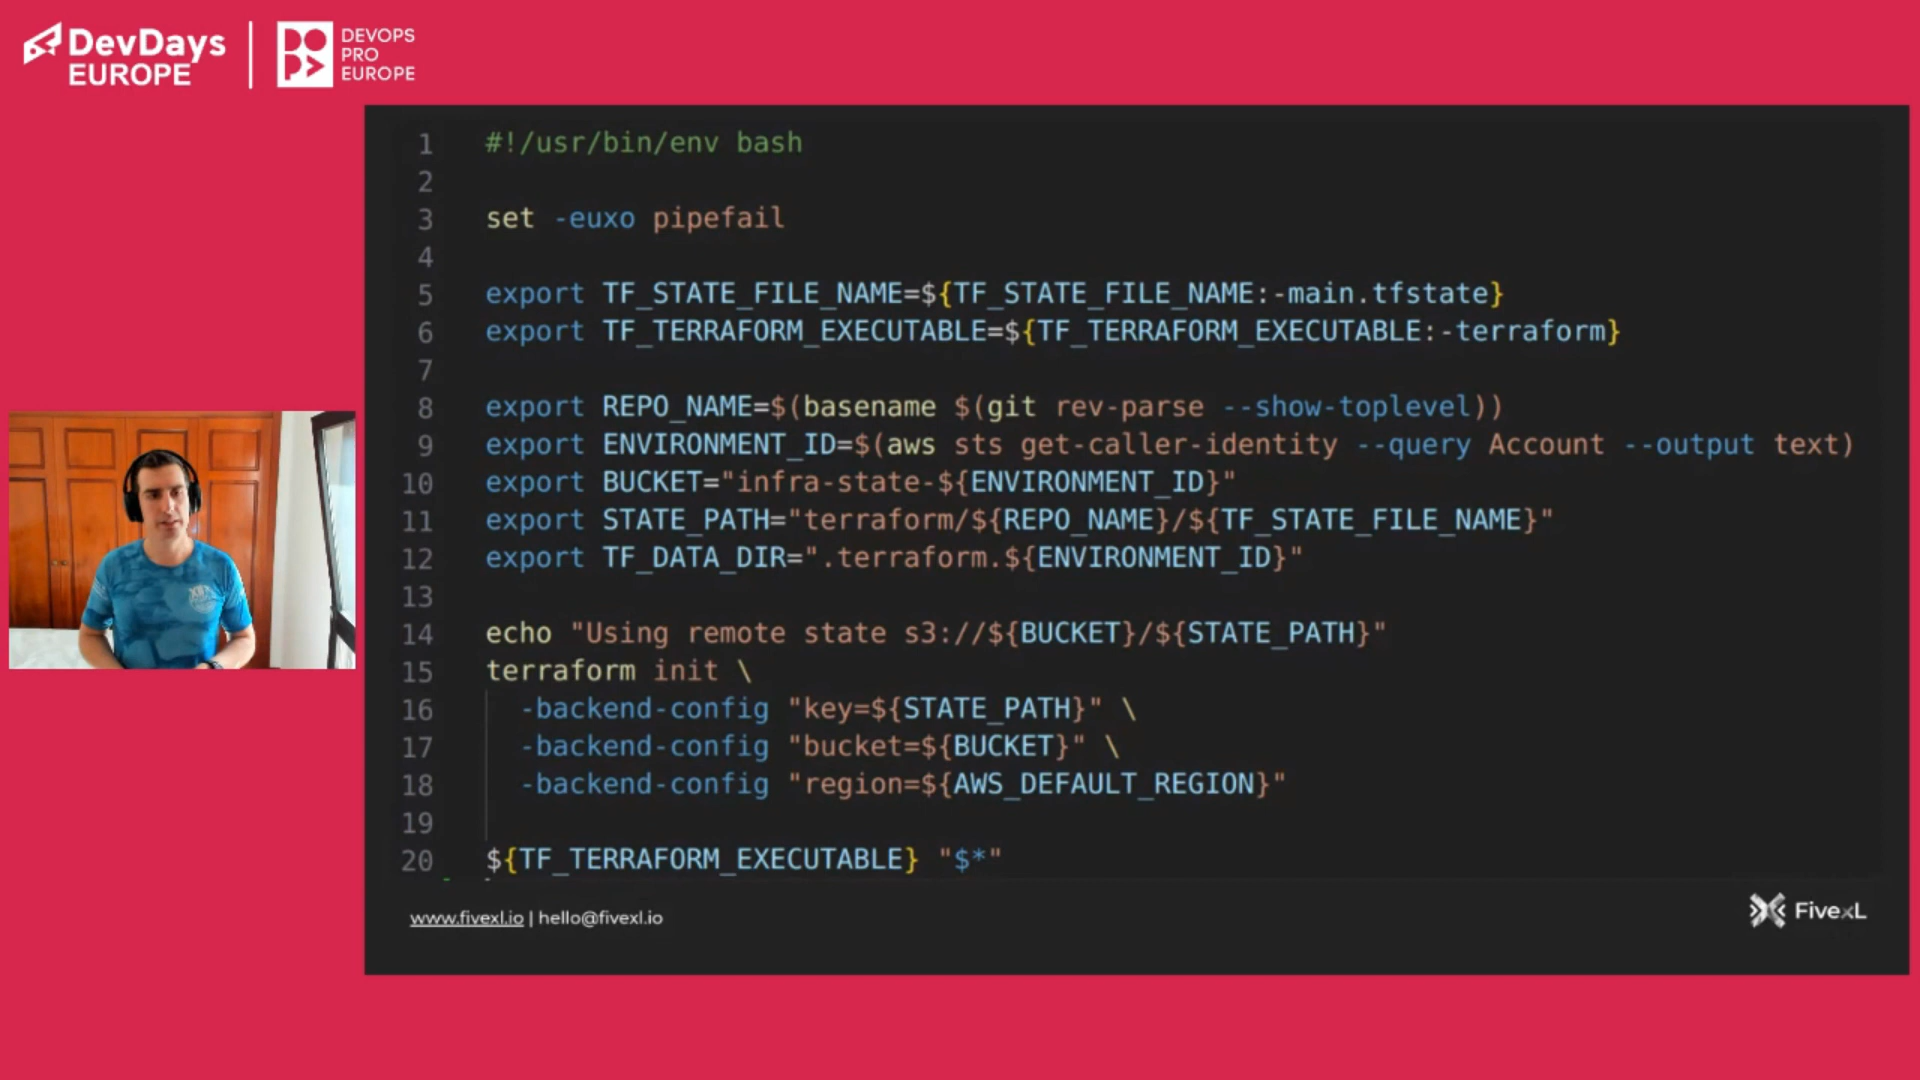 DevDays
EUROPE
DEVOPS
PRO
EUROPE
1 #!/usr/bin/env bash
2
3 set -euxo pipefail
4
5 export TF_STATE_FILE_NAME=${TF_STATE_FILE_NAME:-main.tfstate}
6 export TF_TERRAFORM_EXECUTABLE=${TF_TERRAFORM_EXECUTABLE:-terraform}
7
8 export REPO_NAME=$(basename $(git rev-parse --show-toplevel))
9 export ENVIRONMENT_ID=$(aws sts get-caller-identity --query Account --output text)
10 export BUCKET="infra-state-${ENVIRONMENT_ID}"
11 export STATE_PATH="terraform/${REPO_NAME}/${TF_STATE_FILE_NAME}"
12 export TF_DATA_DIR=".terraform.${ENVIRONMENT_ID}"
13
14 echo "Using remote state s3://${BUCKET}/${STATE_PATH}"
15 terraform init \
16 -backend-config "key=${STATE_PATH}" \
17 -backend-config "bucket=${BUCKET}" \
18 -backend-config "region=${AWS_DEFAULT_REGION}"
19
20 ${TF_TERRAFORM_EXECUTABLE} "$*"
www.fivexl.io | hello@fivexl.io
FivexL